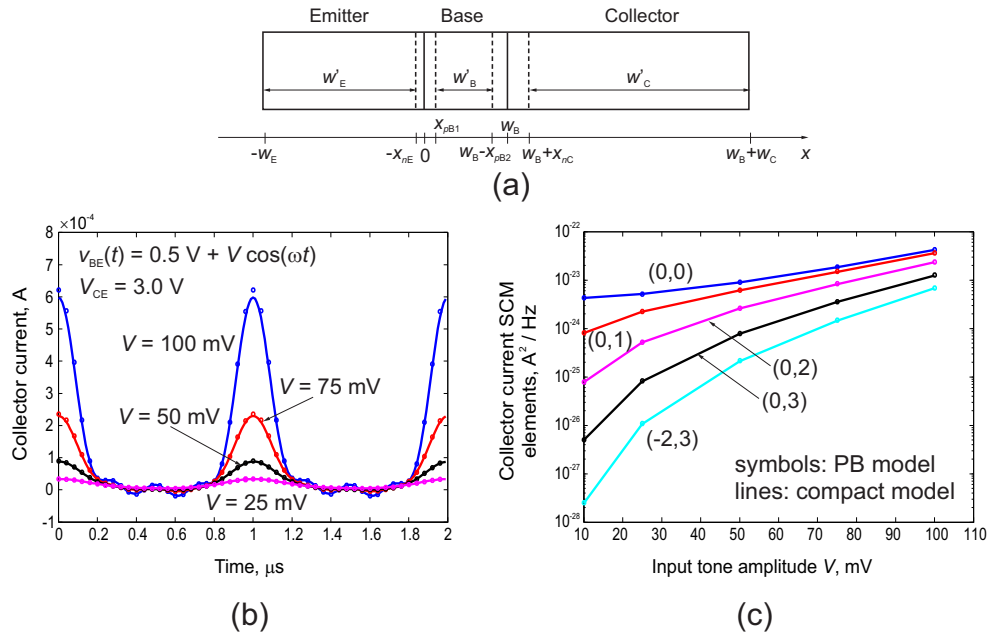 Emitter Base Collector
w'E w'B w'C
xpB1 wB
-wE -xnE 0 wB-xpB2 wB+xnC wB+wC x
(a)
×10⁻⁴
8
7
6
5
4
3
2
1
0
-1
Collector current, A
vBE(t) = 0.5 V + V cos(ωt)
VCE = 3.0 V
V = 100 mV
V = 75 mV
V = 50 mV
V = 25 mV
0 0.2 0.4 0.6 0.8 1 1.2 1.4 1.6 1.8 2
Time, μs
(b)
10⁻²²
10⁻²³
10⁻²⁴
10⁻²⁵
10⁻²⁶
10⁻²⁷
10⁻²⁸
Collector current SCM
elements, A² / Hz
(0,0)
(0,1)
(0,2)
(0,3)
(-2,3)
symbols: PB model
lines: compact model
10 20 30 40 50 60 70 80 90 100 110
Input tone amplitude V, mV
(c)